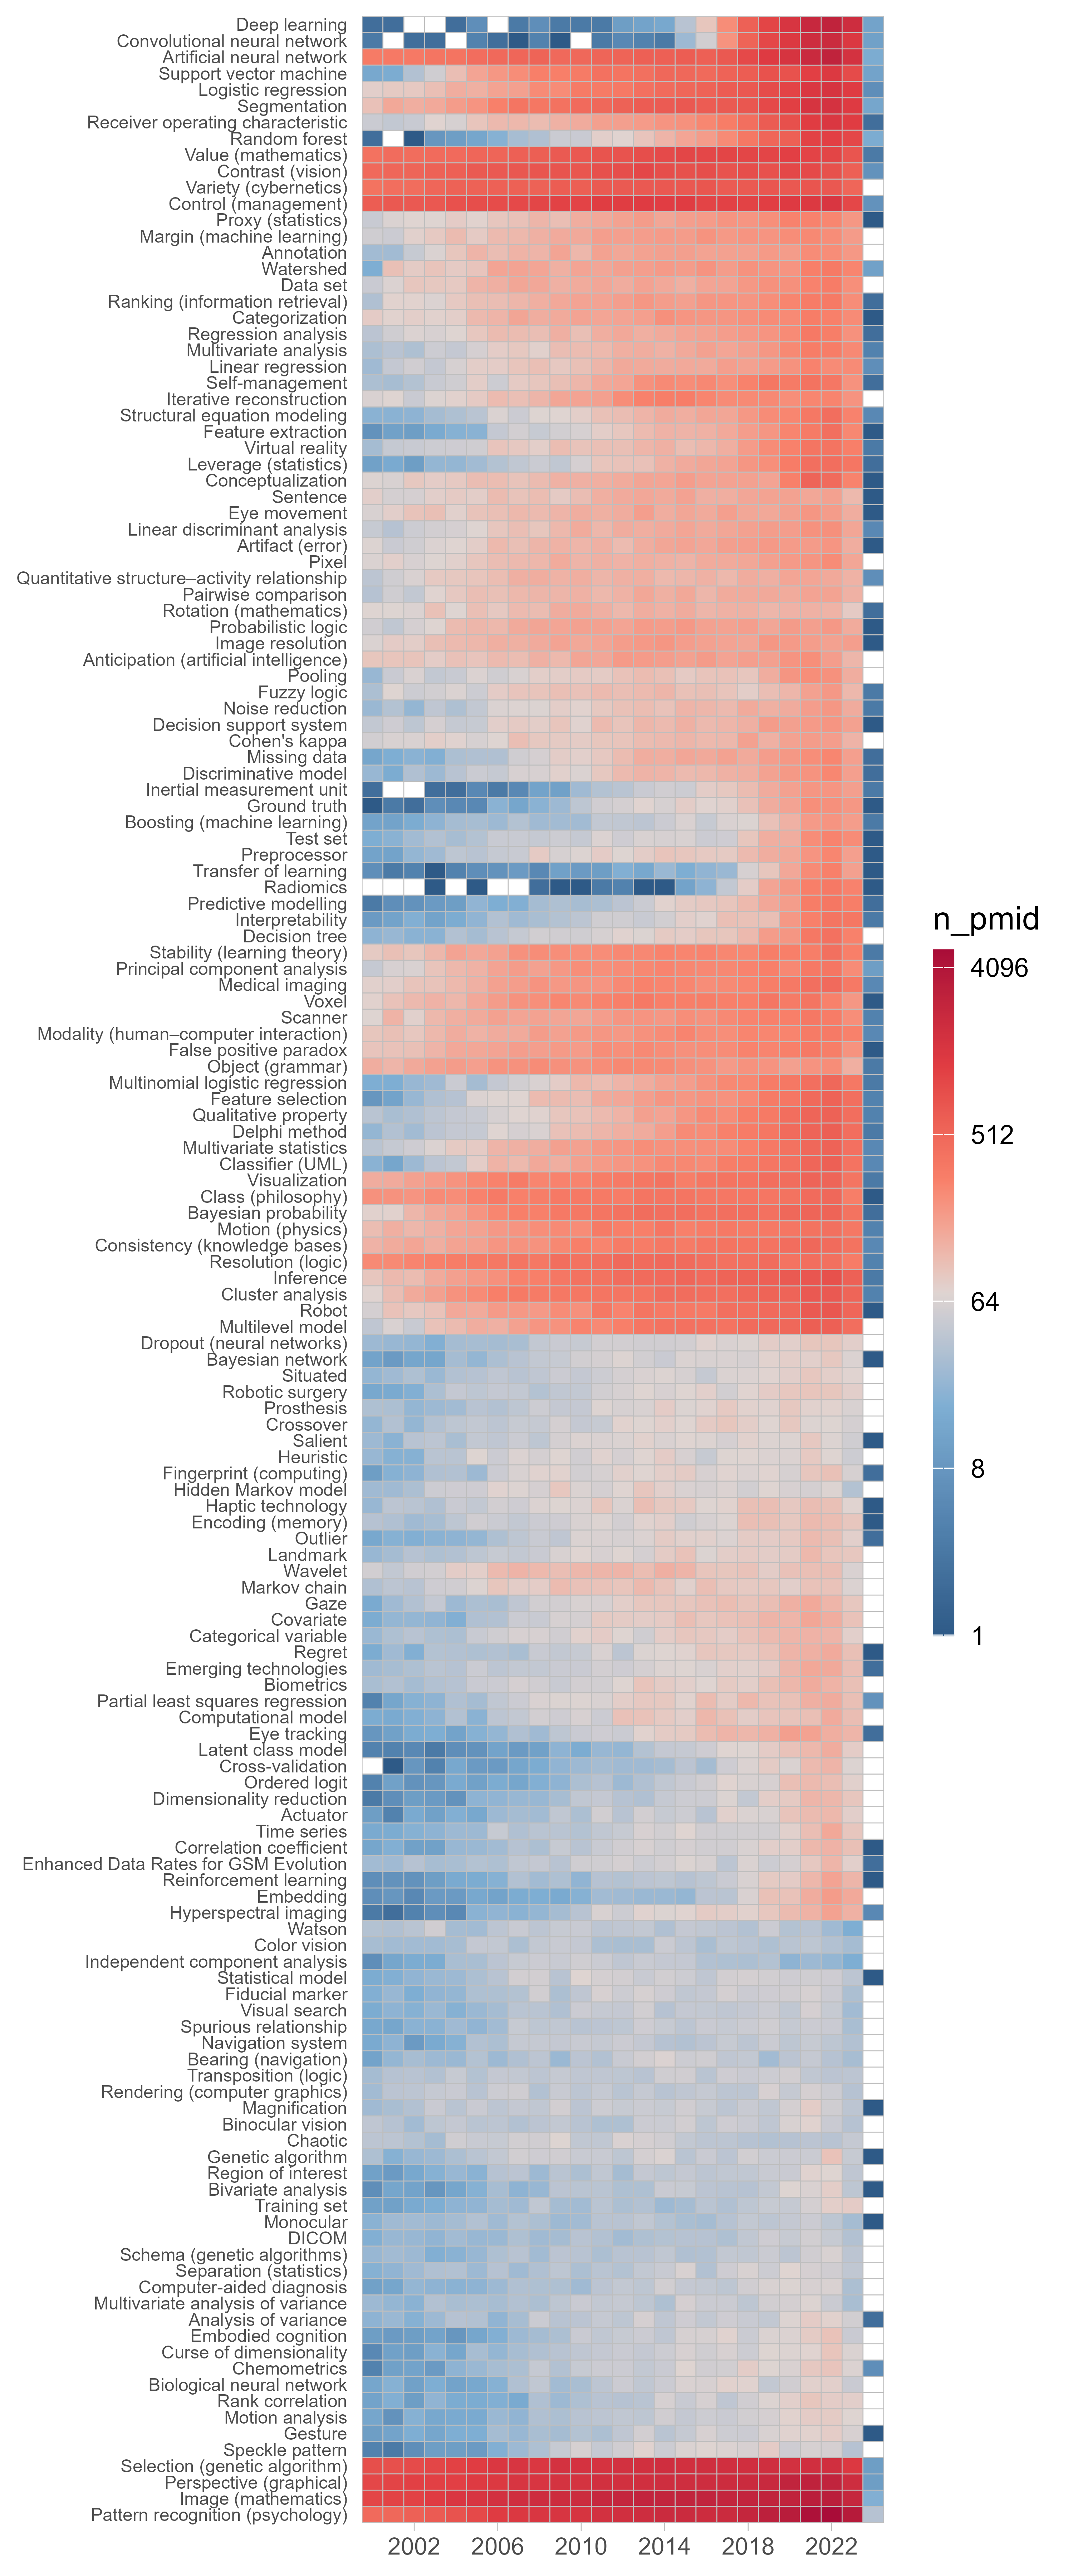 Deep learning
Convolutional neural network
Artificial neural network
Support vector machine
Logistic regression
Segmentation
Receiver operating characteristic
Random forest
Value (mathematics)
Contrast (vision)
Variety (cybernetics)
Control (management)
Proxy (statistics)
Margin (machine learning)
Annotation
Watershed
Data set
Ranking (information retrieval)
Categorization
Regression analysis
Multivariate analysis
Linear regression
Self-management
Iterative reconstruction
Structural equation modeling
Feature extraction
Virtual reality
Leverage (statistics)
Conceptualization
Sentence
Eye movement
Linear discriminant analysis
Artifact (error)
Pixel
Quantitative structure–activity relationship
Pairwise comparison
Rotation (mathematics)
Probabilistic logic
Image resolution
Anticipation (artificial intelligence)
Pooling
Fuzzy logic
Noise reduction
Decision support system
Cohen's kappa
Missing data
Discriminative model
Inertial measurement unit
Ground truth
Boosting (machine learning)
Test set
Preprocessor
Transfer of learning
Radiomics
Predictive modelling
Interpretability
Decision tree
Stability (learning theory)
Principal component analysis
Medical imaging
Voxel
Scanner
Modality (human–computer interaction)
False positive paradox
Object (grammar)
Multinomial logistic regression
Feature selection
Qualitative property
Delphi method
Multivariate statistics
Classifier (UML)
Visualization
Class (philosophy)
Bayesian probability
Motion (physics)
Consistency (knowledge bases)
Resolution (logic)
Inference
Cluster analysis
Robot
Multilevel model
Dropout (neural networks)
Bayesian network
Situated
Robotic surgery
Prosthesis
Crossover
Salient
Heuristic
Fingerprint (computing)
Hidden Markov model
Haptic technology
Encoding (memory)
Outlier
Landmark
Wavelet
Markov chain
Gaze
Covariate
Categorical variable
Regret
Emerging technologies
Biometrics
Partial least squares regression
Computational model
Eye tracking
Latent class model
Cross-validation
Ordered logit
Dimensionality reduction
Actuator
Time series
Correlation coefficient
Enhanced Data Rates for GSM Evolution
Reinforcement learning
Embedding
Hyperspectral imaging
Watson
Color vision
Independent component analysis
Statistical model
Fiducial marker
Visual search
Spurious relationship
Navigation system
Bearing (navigation)
Transposition (logic)
Rendering (computer graphics)
Magnification
Binocular vision
Chaotic
Genetic algorithm
Region of interest
Bivariate analysis
Training set
Monocular
DICOM
Schema (genetic algorithms)
Separation (statistics)
Computer-aided diagnosis
Multivariate analysis of variance
Analysis of variance
Embodied cognition
Curse of dimensionality
Chemometrics
Biological neural network
Rank correlation
Motion analysis
Gesture
Speckle pattern
Selection (genetic algorithm)
Perspective (graphical)
Image (mathematics)
Pattern recognition (psychology)
2002 2006 2010 2014 2018 2022
n_pmid
4096
512
64
8
1